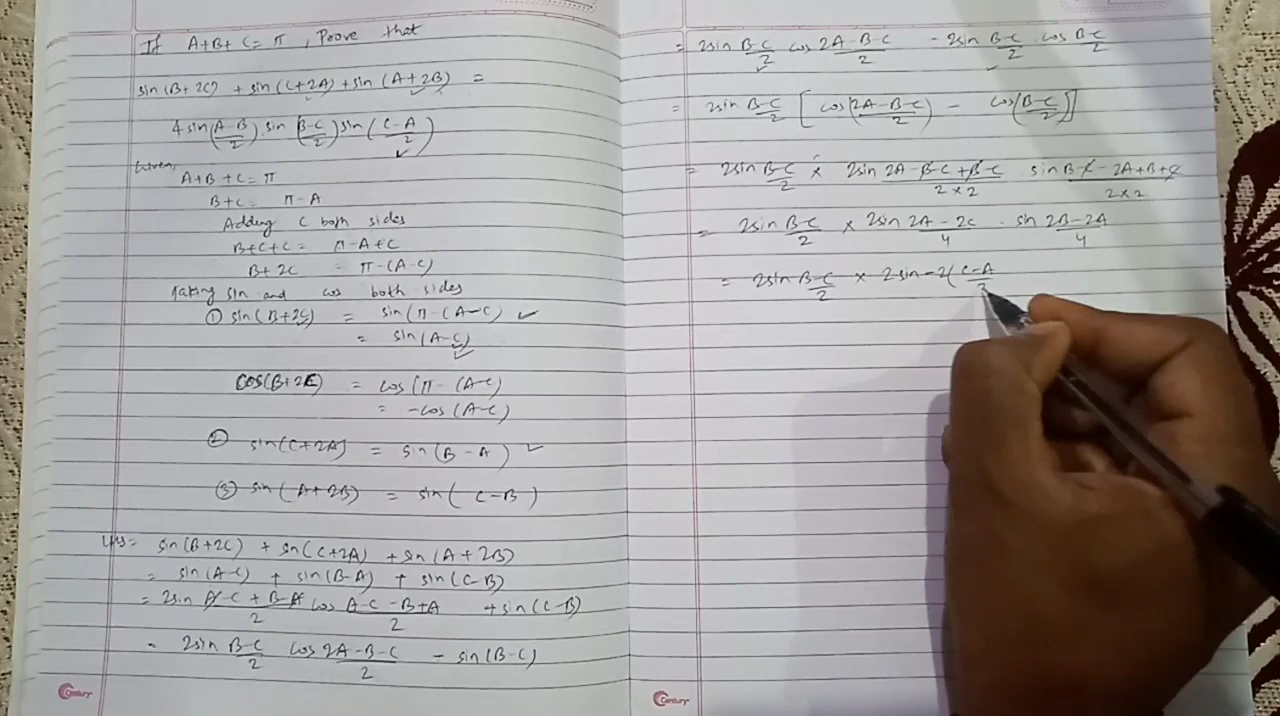 If A+B+C = π, Prove that
sin(B+2C) + sin(C+2A) + sin(A+2B) =
4 sin(A-B/2) sin(B-C/2) sin(C-A/2) ✓
Given,
A+B+C = π
B+C = π-A
Adding C both sides
B+C+C = π-A+C
B+2C = π-(A-C)
Taking sin and cos both sides
① sin(B+2C) = sin(π-(A-C) ✓
= sin(A-C) ✓
cos(B+2C) = cos(π-(A-C)
= -cos(A-C)
② sin(C+2A) = sin(B-A) ✓
③ sin(A+2B) = sin(C-B)
LHS = sin(B+2C) + sin(C+2A) + sin(A+2B)
= sin(A-C) + sin(B-A) + sin(C-B)
= 2sin A-C+B-A/2 cos A-C-B+A/2 + sin(C-B)
= 2sin B-C/2 cos 2A-B-C/2 - sin(B-C)
Century
= 2sin B-C/2 cos 2A-B-C/2 - 2sin B-C/2 . cos B-C/2
= 2sin B-C/2 [cos(2A-B-C/2) - cos(B-C/2)]
= 2sin B-C/2 × 2sin 2A-B-C+B-C/2×2 . sin B-C-2A+B+C/2×2
= 2sin B-C/2 × 2sin 2A-2C/4 . sin 2B-2A/4
= 2sin B-C/2 × 2sin -2(C-A
Century